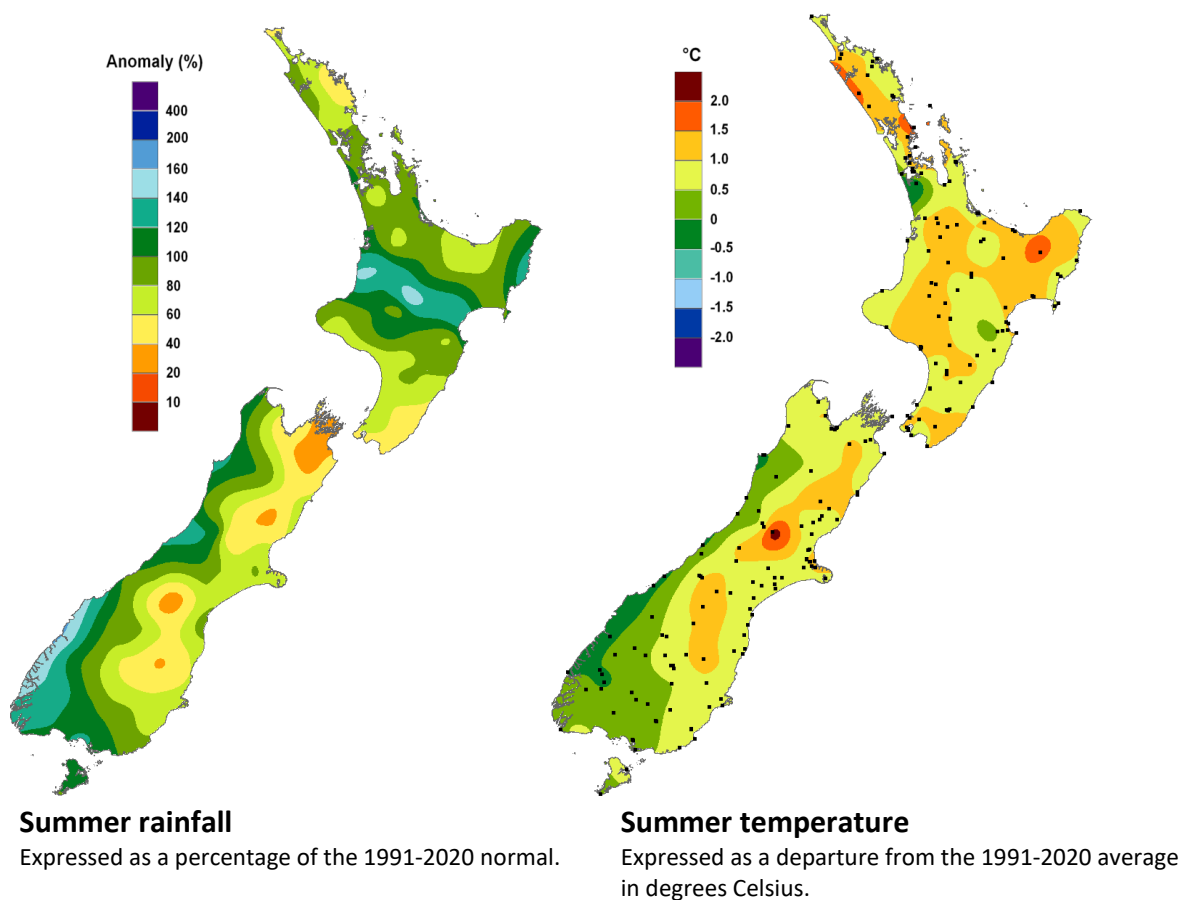 Anomaly (%)
400
200
160
140
120
100
80
60
40
20
10
°C
2.0
1.5
1.0
0.5
0
-0.5
-1.0
-1.5
-2.0
Summer rainfall
Expressed as a percentage of the 1991-2020 normal.
Summer temperature
Expressed as a departure from the 1991-2020 average
in degrees Celsius.